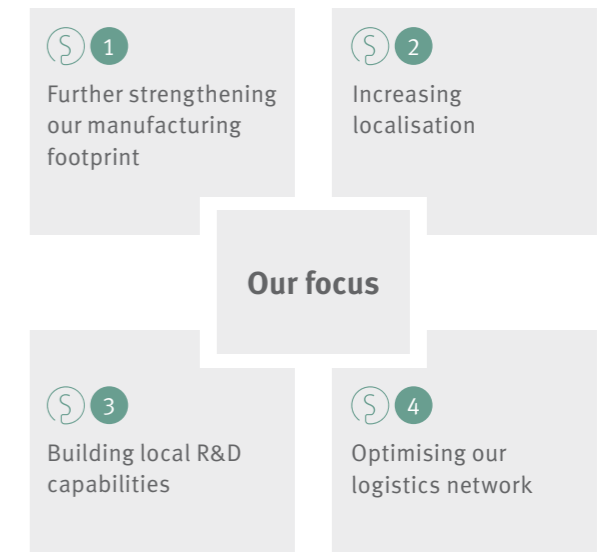 S 1
Further strengthening
our manufacturing
footprint
S 2
Increasing
localisation
Our focus
S 3
Building local R&D
capabilities
S 4
Optimising our
logistics network